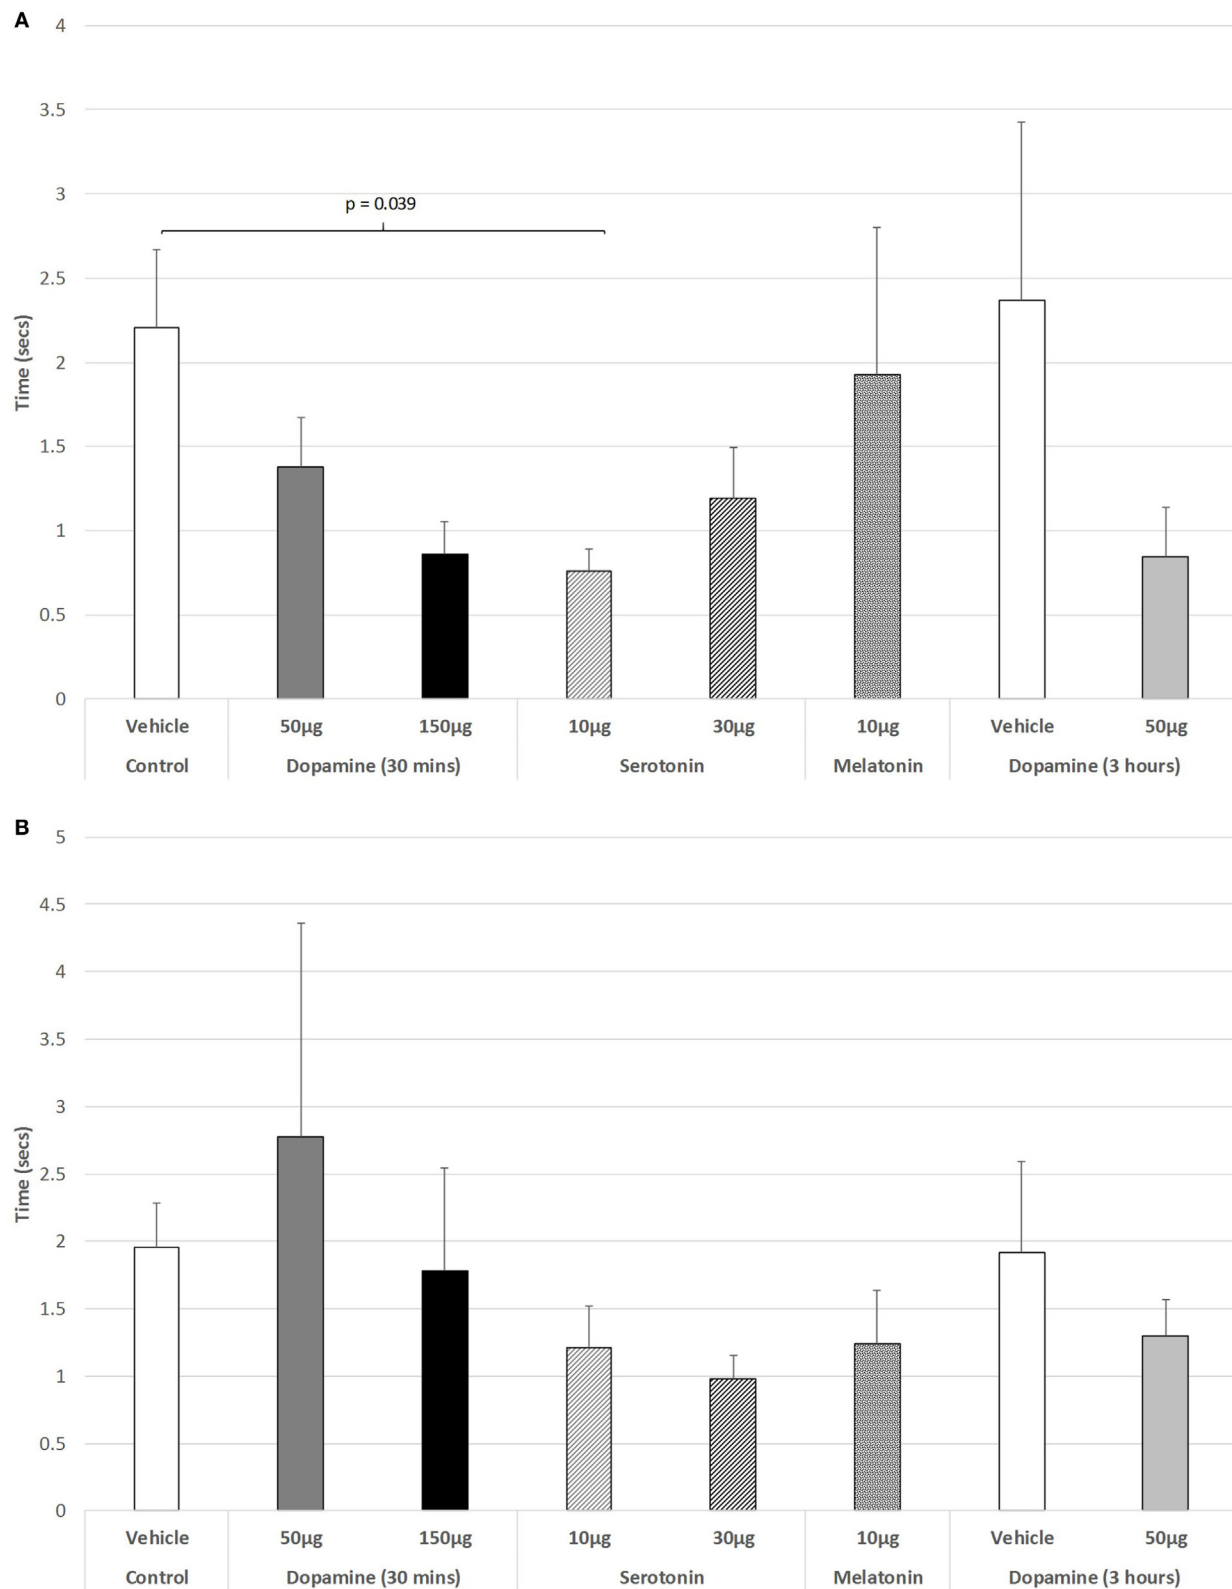 A
4
3.5
3
p = 0.039
2.5
2
Time (secs)
1.5
1
0.5
0
Vehicle 50µg 150µg 10µg 30µg 10µg Vehicle 50µg
Control Dopamine (30 mins) Serotonin Melatonin Dopamine (3 hours)
B
5
4.5
4
3.5
3
2.5
Time (secs)
2
1.5
1
0.5
0
Vehicle 50µg 150µg 10µg 30µg 10µg Vehicle 50µg
Control Dopamine (30 mins) Serotonin Melatonin Dopamine (3 hours)